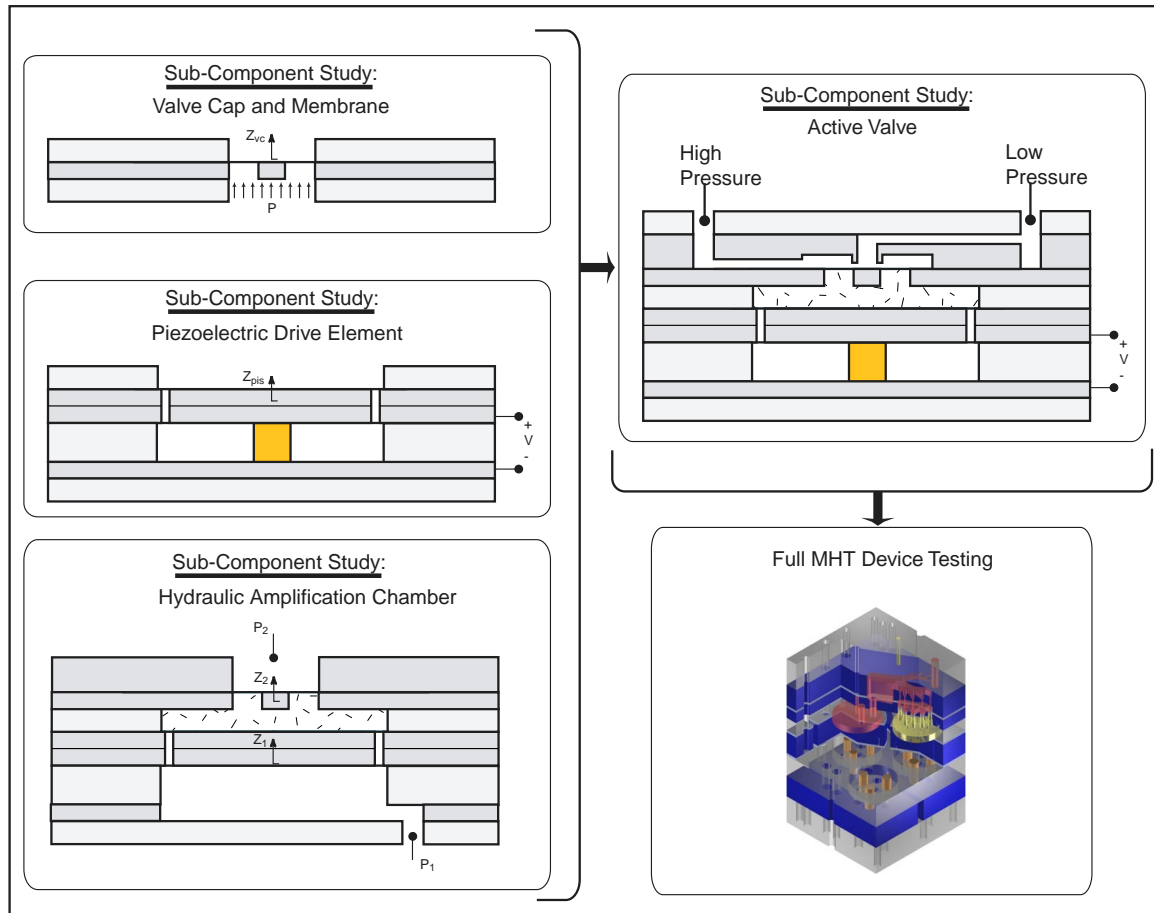 Sub-Component Study:
Valve Cap and Membrane
Zvc
P
Sub-Component Study:
Piezoelectric Drive Element
Zpis
+
V
-
Sub-Component Study:
Hydraulic Amplification Chamber
P2
Z2
Z1
P1
Sub-Component Study:
Active Valve
High
Pressure
Low
Pressure
+
V
-
Full MHT Device Testing